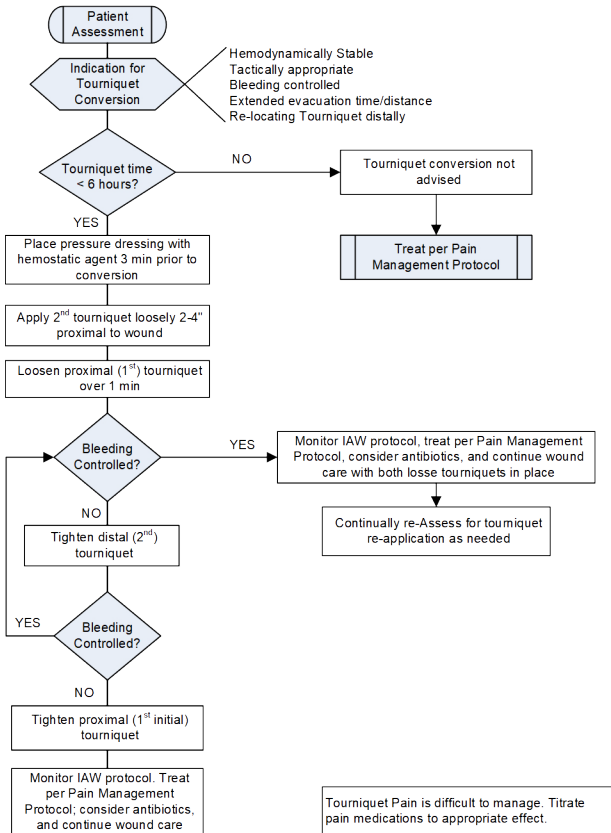 Patient
Assessment
Indication for
Tourniquet
Conversion
Hemodynamically Stable
Tactically appropriate
Bleeding controlled
Extended evacuation time/distance
Re-locating Tourniquet distally
Tourniquet time
< 6 hours?
NO
Tourniquet conversion not
advised
Treat per Pain
Management Protocol
YES
Place pressure dressing with
hemostatic agent 3 min prior to
conversion
Apply 2nd tourniquet loosely 2-4"
proximal to wound
Loosen proximal (1st) tourniquet
over 1 min
Bleeding
Controlled?
YES
Monitor IAW protocol, treat per Pain Management
Protocol, consider antibiotics, and continue wound
care with both losse tourniquets in place
Continually re-Assess for tourniquet
re-application as needed
NO
Tighten distal (2nd)
tourniquet
YES
Bleeding
Controlled?
NO
Tighten proximal (1st initial)
tourniquet
Monitor IAW protocol. Treat
per Pain Management
Protocol; consider antibiotics,
and continue wound care
Tourniquet Pain is difficult to manage. Titrate
pain medications to appropriate effect.